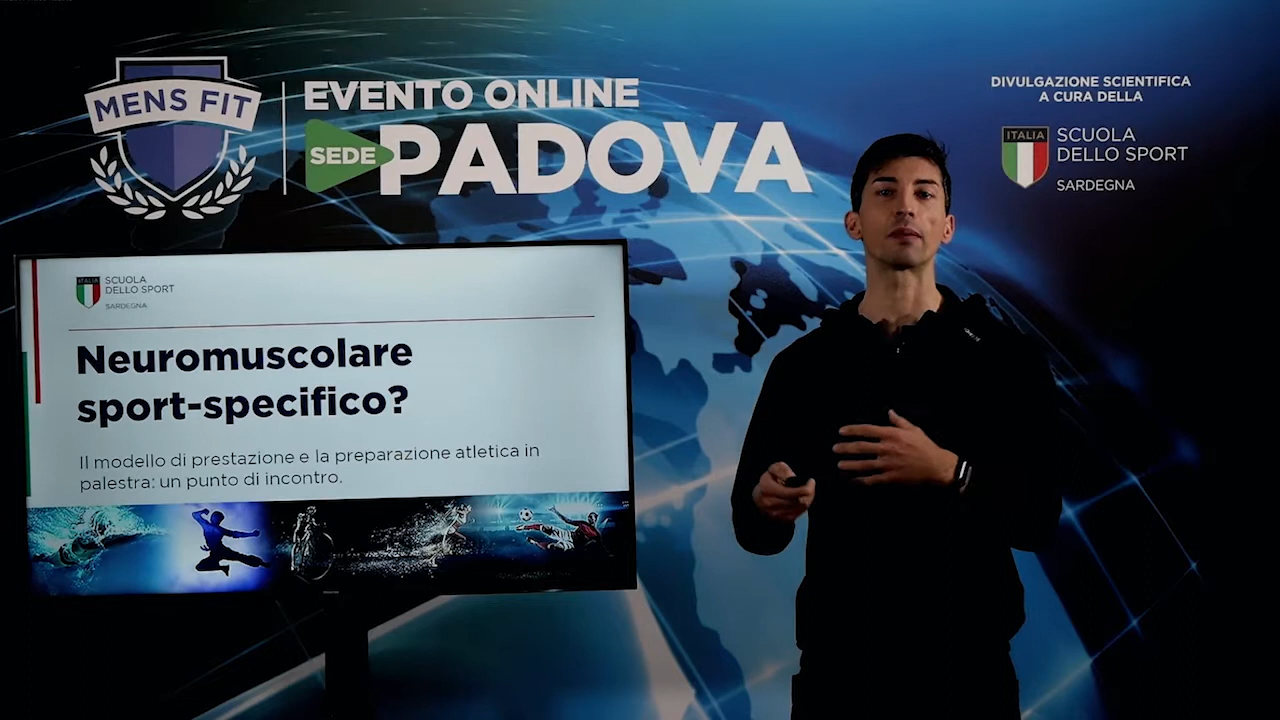 MENS FIT
EVENTO ONLINE
SEDE
PADOVA
DIVULGAZIONE SCIENTIFICA
A CURA DELLA
ITALIA
SCUOLA
DELLO SPORT
SARDEGNA
ITALIA
SCUOLA
DELLO SPORT
SARDEGNA
Neuromuscolare
sport-specifico?
Il modello di prestazione e la preparazione atletica in
palestra: un punto di incontro.